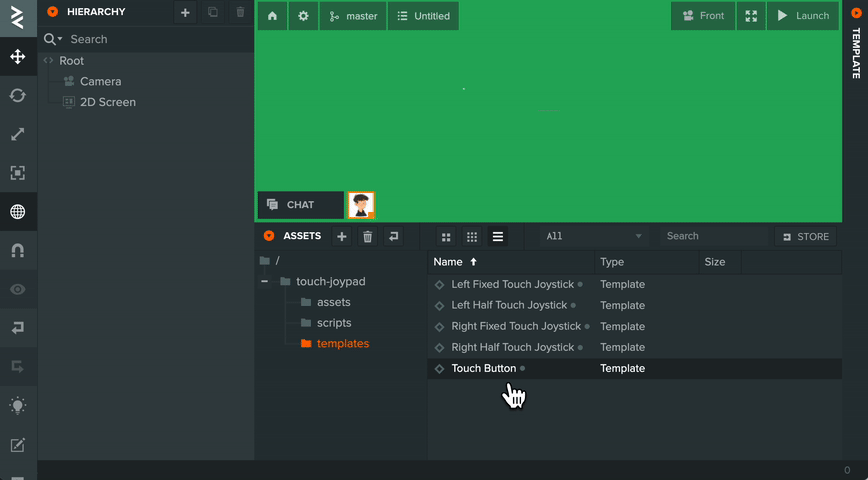 HIERARCHY
master
Untitled
Front
Launch
TEMPLATE
Search
Root
Camera
2D Screen
CHAT
ASSETS
All
Search
STORE
/
touch-joypad
assets
scripts
templates
Name
Type
Size
Left Fixed Touch Joystick
Template
Left Half Touch Joystick
Template
Right Fixed Touch Joystick
Template
Right Half Touch Joystick
Template
Touch Button
Template
0